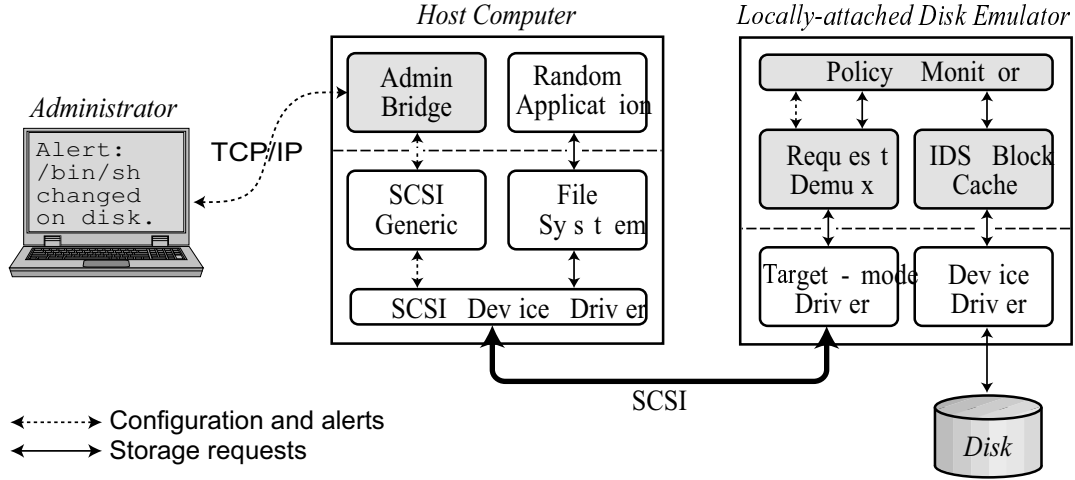 Host Computer
Locally-attached Disk Emulator
Administrator
Alert:
/bin/sh
changed
on disk.
TCP/IP
Admin
Bridge
Random
Applicat ion
SCSI
Generic
File
Sy s t em
SCSI Dev ice Driv er
Policy Monit or
Requ es t
Demu x
IDS Block
Cache
Target - mode
Driv er
Dev ice
Driv er
SCSI
Disk
Configuration and alerts
Storage requests